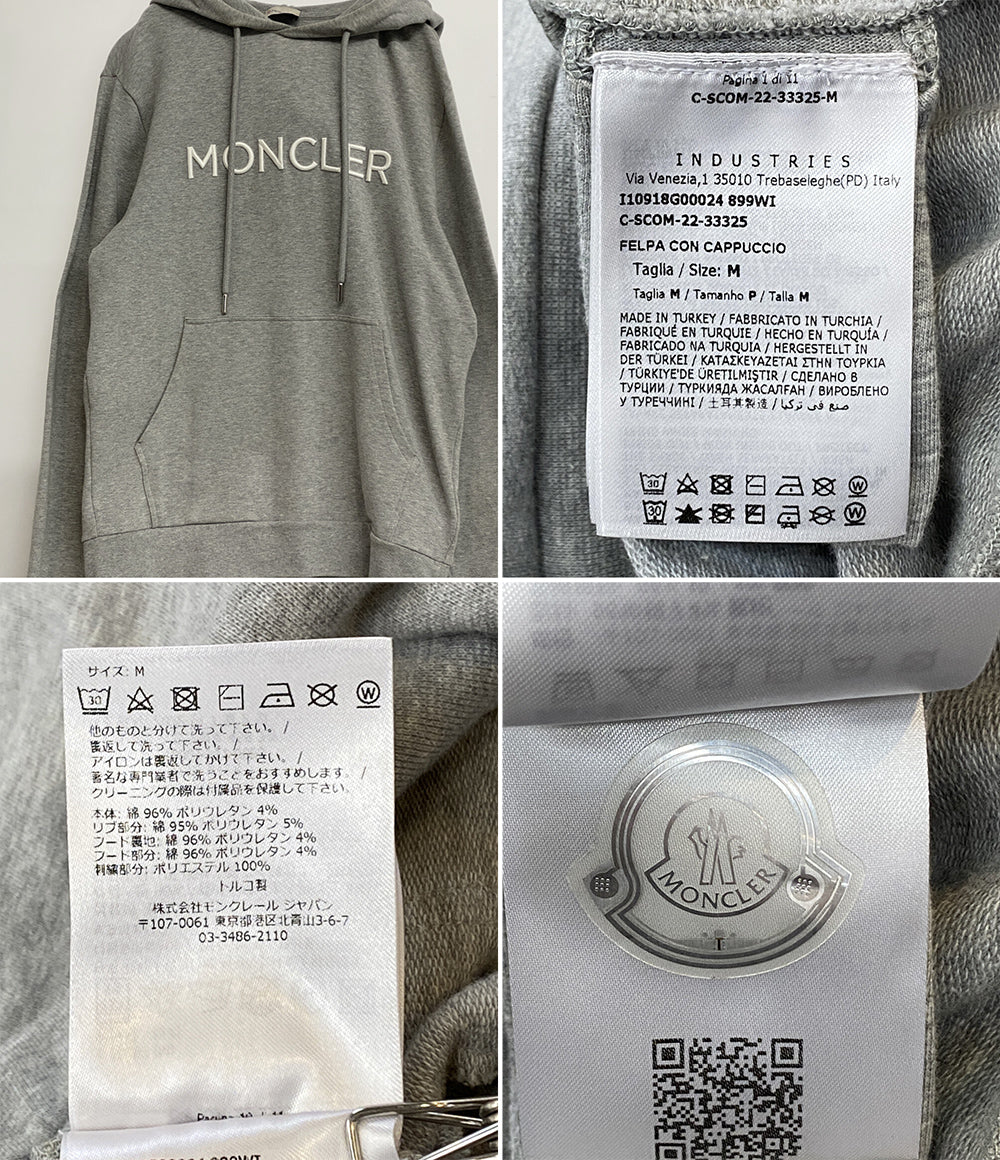 MONCLER
Pagina 1 di 11
C-SCOM-22-33325-M
INDUSTRIES
Via Venezia,1 35010 Trebaseleghe(PD) Italy
I10918G00024 899WI
C-SCOM-22-33325
FELPA CON CAPPUCCIO
Taglia / Size: M
Taglia M / Tamanho P / Talla M
MADE IN TURKEY / FABBRICATO IN TURCHIA /
FABRIQUÉ EN TURQUIE / HECHO EN TURQUÍA /
FABRICADO NA TURQUIA / HERGESTELLT IN
DER TÜRKEI / ΚΑΤΑΣΚΕΥΑΖΕΤΑΙ ΣΤΗΝ ΤΟΥΡΚΙΑ
/ TÜRKİYE'DE ÜRETİLMİŞTİR / СДЕЛАНО В
ТУРЦИИ / ТУРКИЯДА ЖАСАЛҒАН / ВИРОБЛЕНО
У ТУРЕЧЧИНІ / 土耳其製造 / صنع في تركيا
30
W
30
W
サイズ: M
30
W
他のものと分けて洗って下さい。 /
裏返して洗って下さい。 /
アイロンは裏返してかけて下さい。 /
著名な専門業者で洗うことをおすすめします。 /
クリーニングの際は付属品を保護して下さい。
本体: 綿 96% ポリウレタン 4%
リブ部分: 綿 95% ポリウレタン 5%
フード裏地: 綿 96% ポリウレタン 4%
フード部分: 綿 96% ポリウレタン 4%
刺繍部分: ポリエステル 100%
トルコ製
株式会社モンクレール ジャパン
〒107-0061 東京都港区北青山3-6-7
03-3486-2110
899WI
M
MONCLER
T